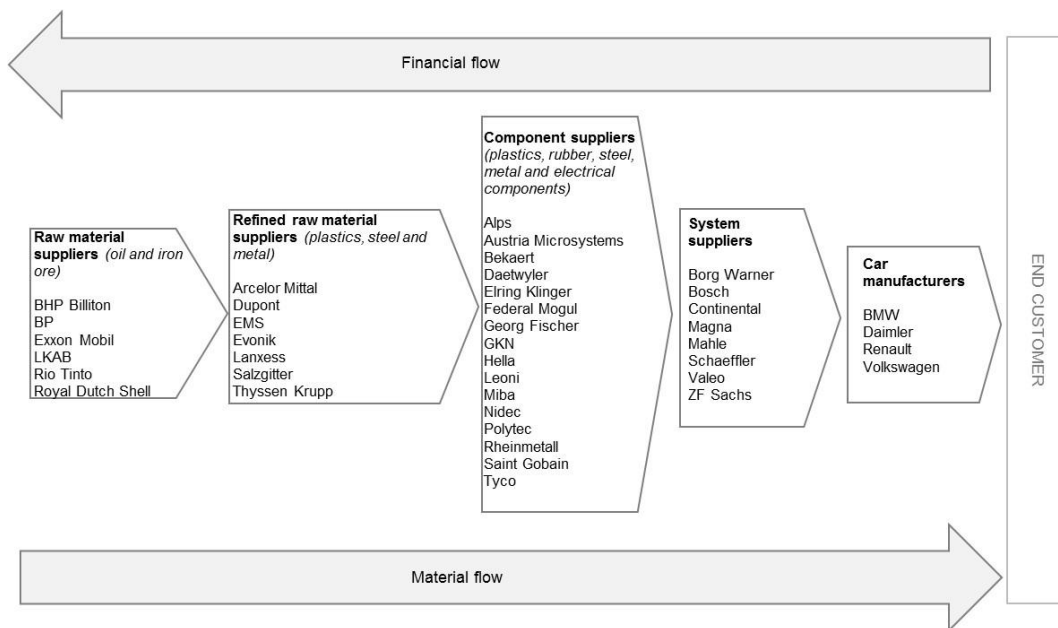 Financial flow
Raw material
suppliers (oil and iron
ore)
BHP Billiton
BP
Exxon Mobil
LKAB
Rio Tinto
Royal Dutch Shell
Refined raw material
suppliers (plastics, steel and
metal)
Arcelor Mittal
Dupont
EMS
Evonik
Lanxess
Salzgitter
Thyssen Krupp
Component suppliers
(plastics, rubber, steel,
metal and electrical
components)
Alps
Austria Microsystems
Bekaert
Daetwyler
Elring Klinger
Federal Mogul
Georg Fischer
GKN
Hella
Leoni
Miba
Nidec
Polytec
Rheinmetall
Saint Gobain
Tyco
System
suppliers
Borg Warner
Bosch
Continental
Magna
Mahle
Schaeffler
Valeo
ZF Sachs
Car
manufacturers
BMW
Daimler
Renault
Volkswagen
END CUSTOMER
Material flow